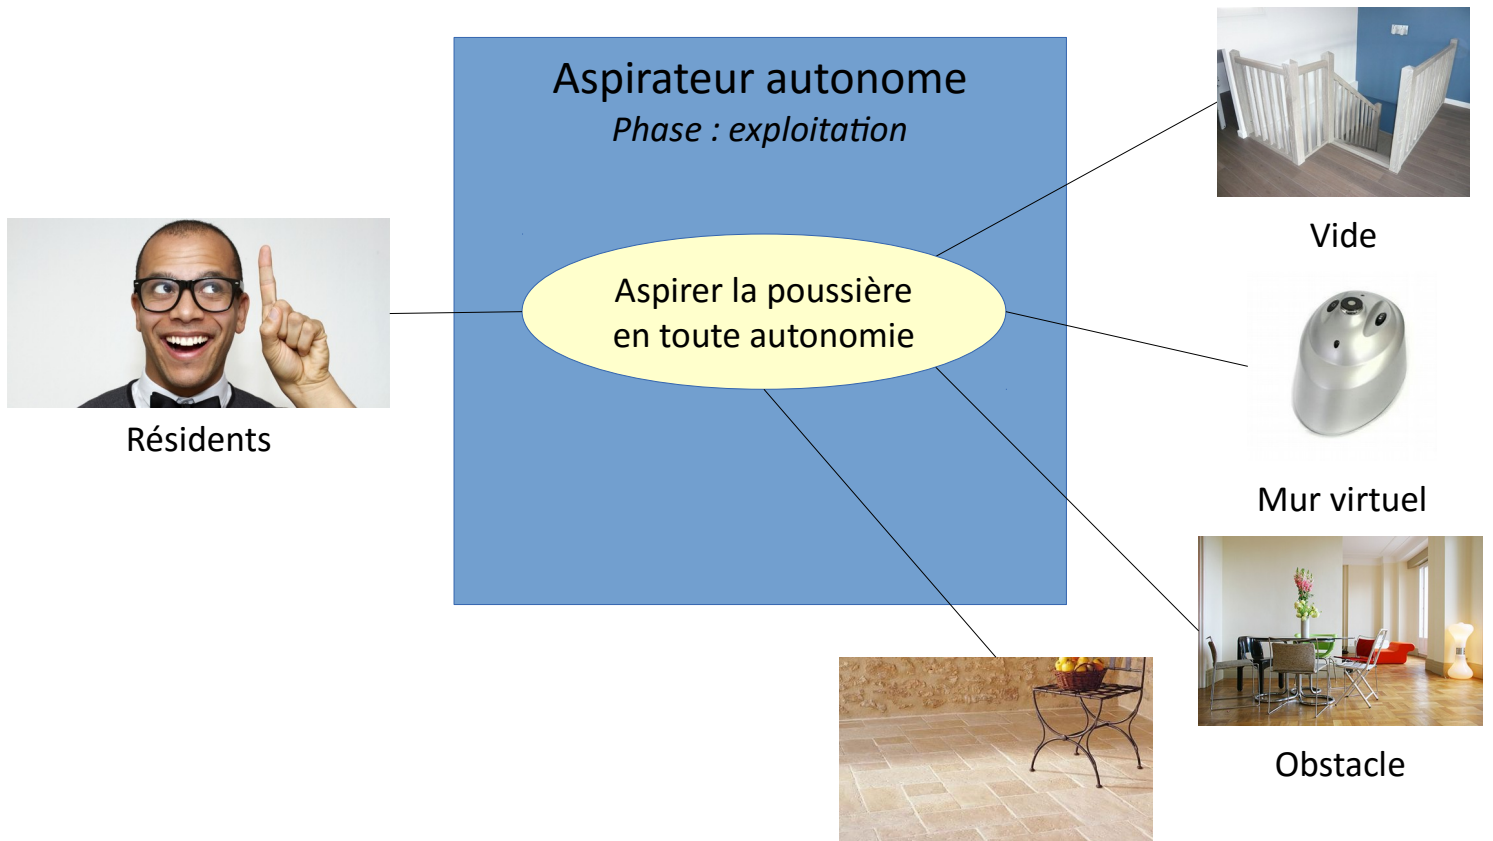 Aspirateur autonome
Phase : exploitation
Aspirer la poussière
en toute autonomie
Résidents
Vide
Mur virtuel
Obstacle